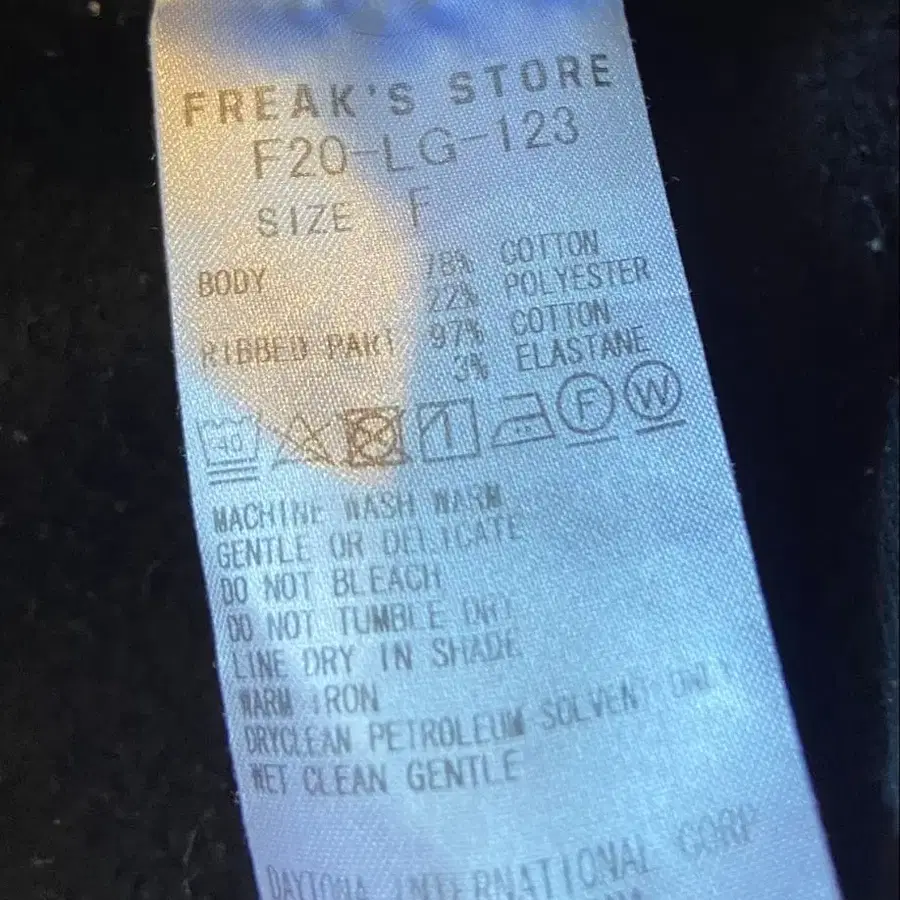 FREAK'S STORE
F20-LG-123
SIZE F
BODY 78% COTTON
22% POLYESTER
RIBBED PART 97% COTTON
3% ELASTANE
40 F W
MACHINE WASH WARM
GENTLE OR DELICATE
DO NOT BLEACH
DO NOT TUMBLE DRY
LINE DRY IN SHADE
WARM IRON
DRYCLEAN PETROLEUM SOLVENT ONLY
WET CLEAN GENTLE
DAYTONA INTERNATIONAL CORP